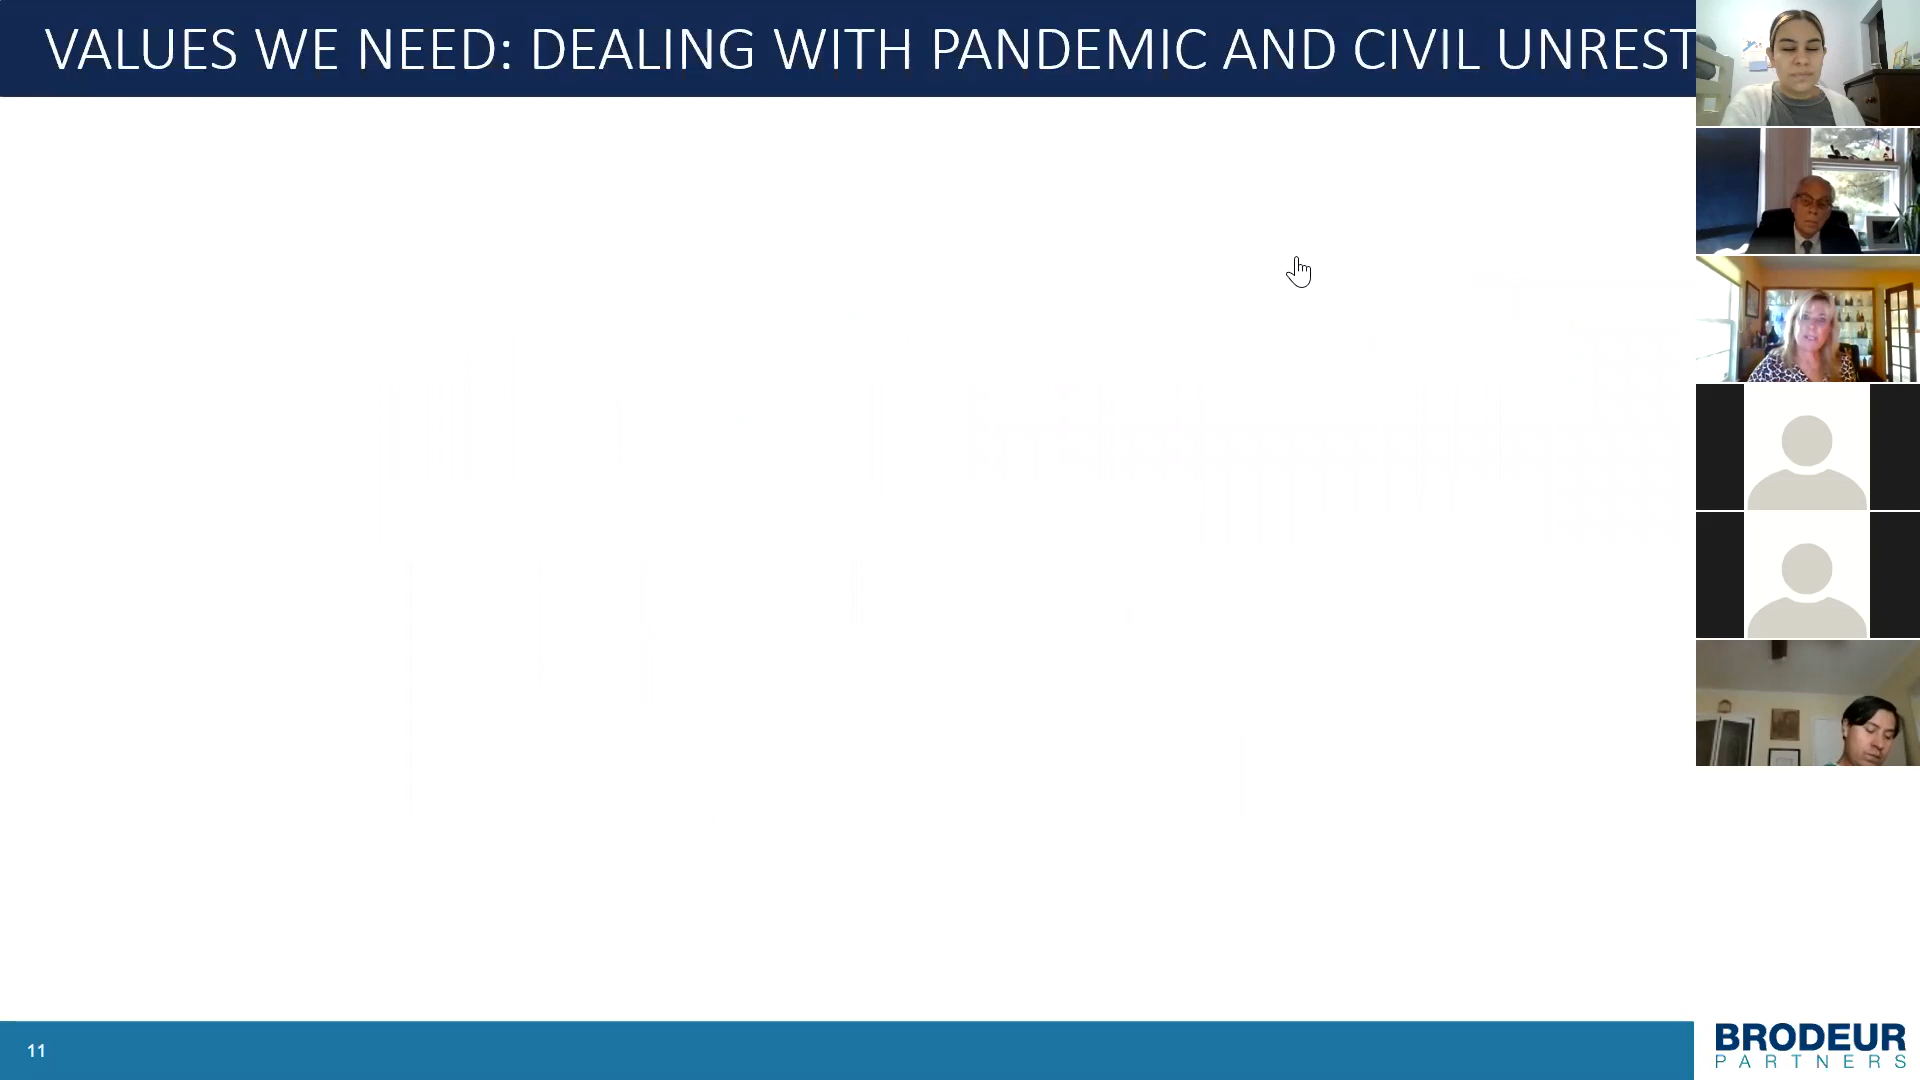 VALUES WE NEED: DEALING WITH PANDEMIC AND CIVIL UNREST
11
BRODEUR
PARTNERS